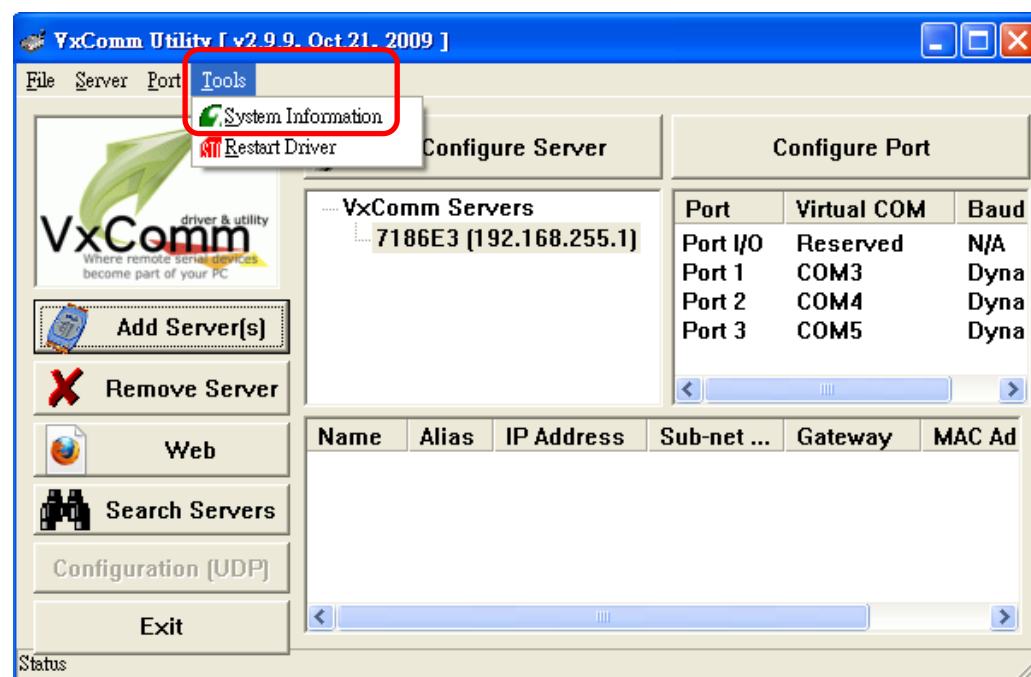 VxComm Utility [ v2.9.9, Oct.21, 2009 ]
File Server Port Tools
System Information
Restart Driver
Configure Server
Configure Port
VxComm
driver & utility
Where remote serial devices
become part of your PC
VxComm Servers
7186E3 (192.168.255.1)
Port Virtual COM Baud
Port I/O Reserved N/A
Port 1 COM3 Dyna
Port 2 COM4 Dyna
Port 3 COM5 Dyna
Add Server(s)
Remove Server
Web
Search Servers
Configuration (UDP)
Exit
Name Alias IP Address Sub-net ... Gateway MAC Ad
Status